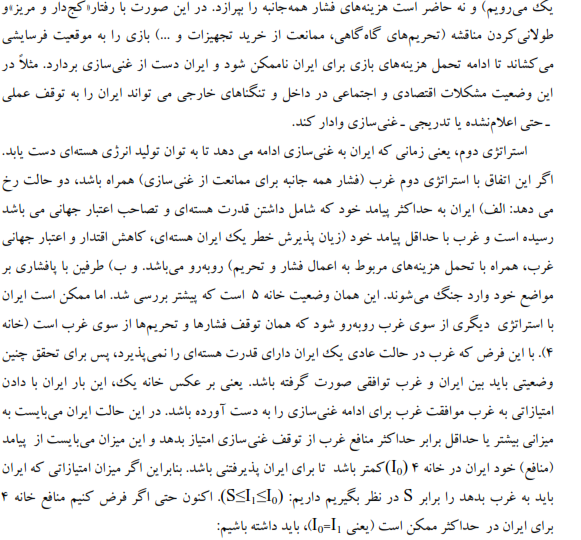 یک می‌رویم) و نه حاضر است هزینه‌های فشار همه‌جانبه را بپرازد. در این صورت با رفتار«کج‌دار و مریز»و
طولانی‌کردن مناقشه (تحریم‌های گاه‌گاهی، ممانعت از خرید تجهیزات و ...) بازی را به موقعیت فرسایشی
می‌کشاند تا ادامه تحمل هزینه‌های بازی برای ایران ناممکن شود و ایران دست از غنی‌سازی بردارد. مثلاً در
این وضعیت مشکلات اقتصادی و اجتماعی در داخل و تنگناهای خارجی می تواند ایران را به توقف عملی
ـ حتی اعلام‌نشده یا تدریجی ـ غنی‌سازی وادار کند.
استراتژی دوم، یعنی زمانی که ایران به غنی‌سازی ادامه می دهد تا به توان تولید انرژی هسته‌ای دست یابد.
اگر این اتفاق با استراتژی دوم غرب (فشار همه جانبه برای ممانعت از غنی‌سازی) همراه باشد، دو حالت رخ
می دهد: الف) ایران به حداکثر پیامد خود که شامل داشتن قدرت هسته‌ای و تصاحب اعتبار جهانی می باشد
رسیده است و غرب با حداقل پیامد خود (زیان پذیرش خطر یک ایران هسته‌ای، کاهش اقتدار و اعتبار جهانی
غرب، همراه با تحمل هزینه‌های مربوط به اعمال فشار و تحریم) روبه‌رو می‌باشد. و ب) طرفین با پافشاری بر
مواضع خود وارد جنگ می‌شوند. این همان وضعیت خانه ۵ است که پیشتر بررسی شد. اما ممکن است ایران
با استراتژی دیگری از سوی غرب روبه‌رو شود که همان توقف فشارها و تحریم‌ها از سوی غرب است (خانه
۴). با این فرض که غرب در حالت عادی یک ایران دارای قدرت هسته‌ای را نمی‌پذیرد، پس برای تحقق چنین
وضعیتی باید بین ایران و غرب توافقی صورت گرفته باشد. یعنی بر عکس خانه یک، این بار ایران با دادن
امتیازاتی به غرب موافقت غرب برای ادامه غنی‌سازی را به دست آورده باشد. در این حالت ایران می‌بایست به
میزانی بیشتر یا حداقل برابر حداکثر منافع غرب از توقف غنی‌سازی امتیاز بدهد و این میزان می‌بایست از پیامد
(منافع) خود ایران در خانه ۴ (I₀)کمتر باشد تا برای ایران پذیرفتنی باشد. بنابراین اگر میزان امتیازاتی که ایران
باید به غرب بدهد را برابر S در نظر بگیریم داریم: (S≤I₁≤I₀). اکنون حتی اگر فرض کنیم منافع خانه ۴
برای ایران در حداکثر ممکن است (یعنی I₀=I₁)، باید داشته باشیم: